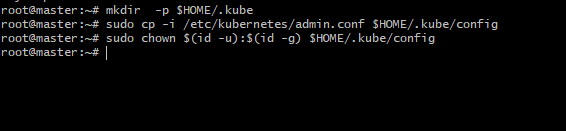 root@master:~# mkdir  -p $HOME/.kube
root@master:~# sudo cp -i /etc/kubernetes/admin.conf $HOME/.kube/config
root@master:~# sudo chown $(id -u):$(id -g) $HOME/.kube/config
root@master:~#